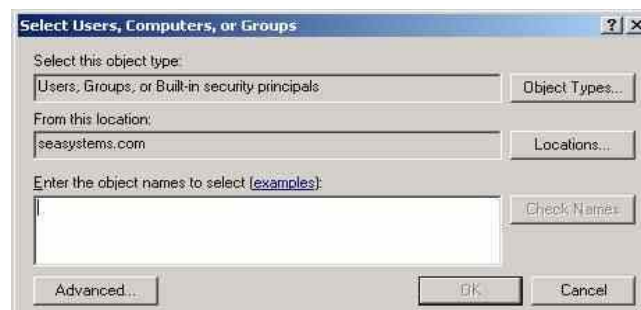 Select Users, Computers, or Groups
Select this object type:
Users, Groups, or Built-in security principals
Object Types...
From this location:
seasystems.com
Locations...
Enter the object names to select (examples):
Check Names
Advanced...
OK
Cancel